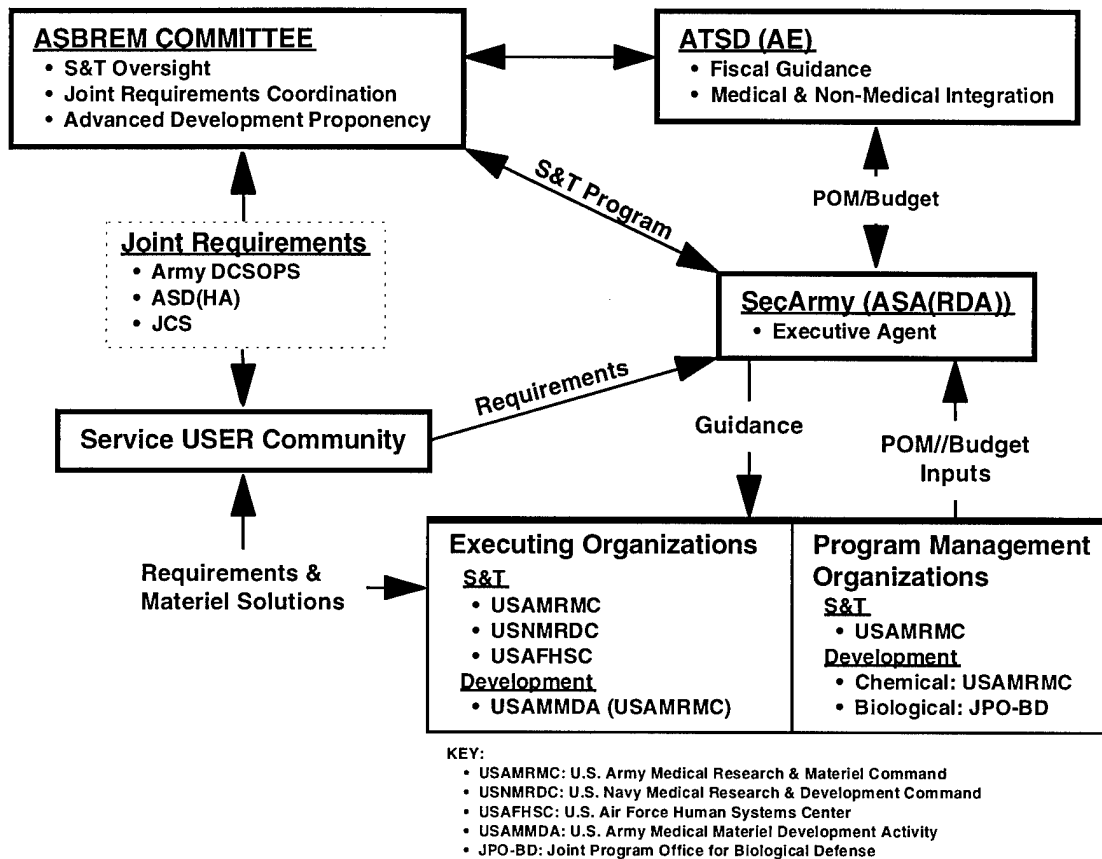 ASBREM COMMITTEE
• S&T Oversight
• Joint Requirements Coordination
• Advanced Development Proponency
ATSD (AE)
• Fiscal Guidance
• Medical & Non-Medical Integration
S&T Program
POM/Budget
Joint Requirements
• Army DCSOPS
• ASD(HA)
• JCS
SecArmy (ASA(RDA))
• Executive Agent
Requirements
Service USER Community
Guidance
POM//Budget
Inputs
Requirements &
Materiel Solutions
Executing Organizations
S&T
• USAMRMC
• USNMRDC
• USAFHSC
Development
• USAMMDA (USAMRMC)
Program Management
Organizations
S&T
• USAMRMC
Development
• Chemical: USAMRMC
• Biological: JPO-BD
KEY:
• USAMRMC: U.S. Army Medical Research & Materiel Command
• USNMRDC: U.S. Navy Medical Research & Development Command
• USAFHSC: U.S. Air Force Human Systems Center
• USAMMDA: U.S. Army Medical Materiel Development Activity
• JPO-BD: Joint Program Office for Biological Defense